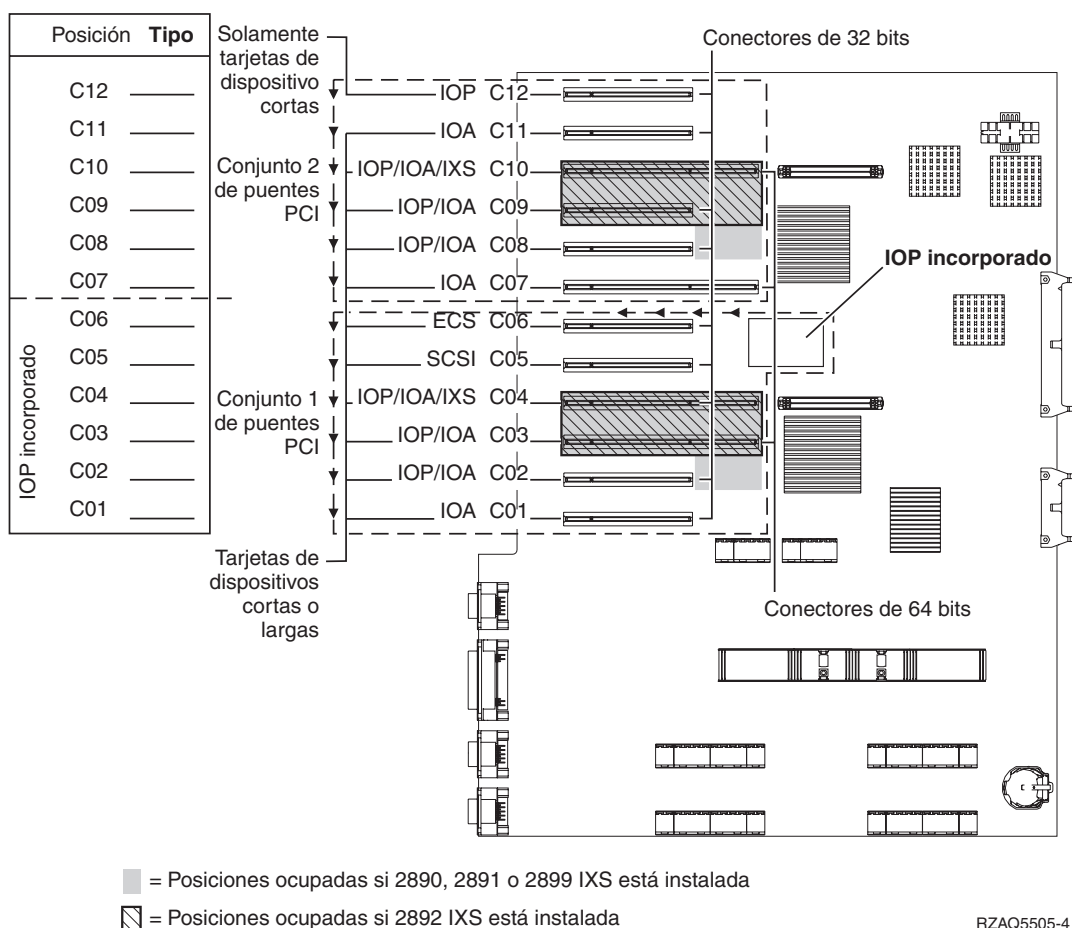 Posición Tipo
C12
C11
C10
C09
C08
C07
C06
C05
C04
C03
C02
C01
IOP incorporado
Solamente
tarjetas de
dispositivo
cortas
Conjunto 2
de puentes
PCI
Conjunto 1
de puentes
PCI
Tarjetas de
dispositivos
cortas o
largas
Conectores de 32 bits
IOP C12
IOA C11
IOP/IOA/IXS C10
IOP/IOA C09
IOP/IOA C08
IOA C07
ECS C06
SCSI C05
IOP/IOA/IXS C04
IOP/IOA C03
IOP/IOA C02
IOA C01
IOP incorporado
Conectores de 64 bits
= Posiciones ocupadas si 2890, 2891 o 2899 IXS está instalada
= Posiciones ocupadas si 2892 IXS está instalada
RZAQ5505-4